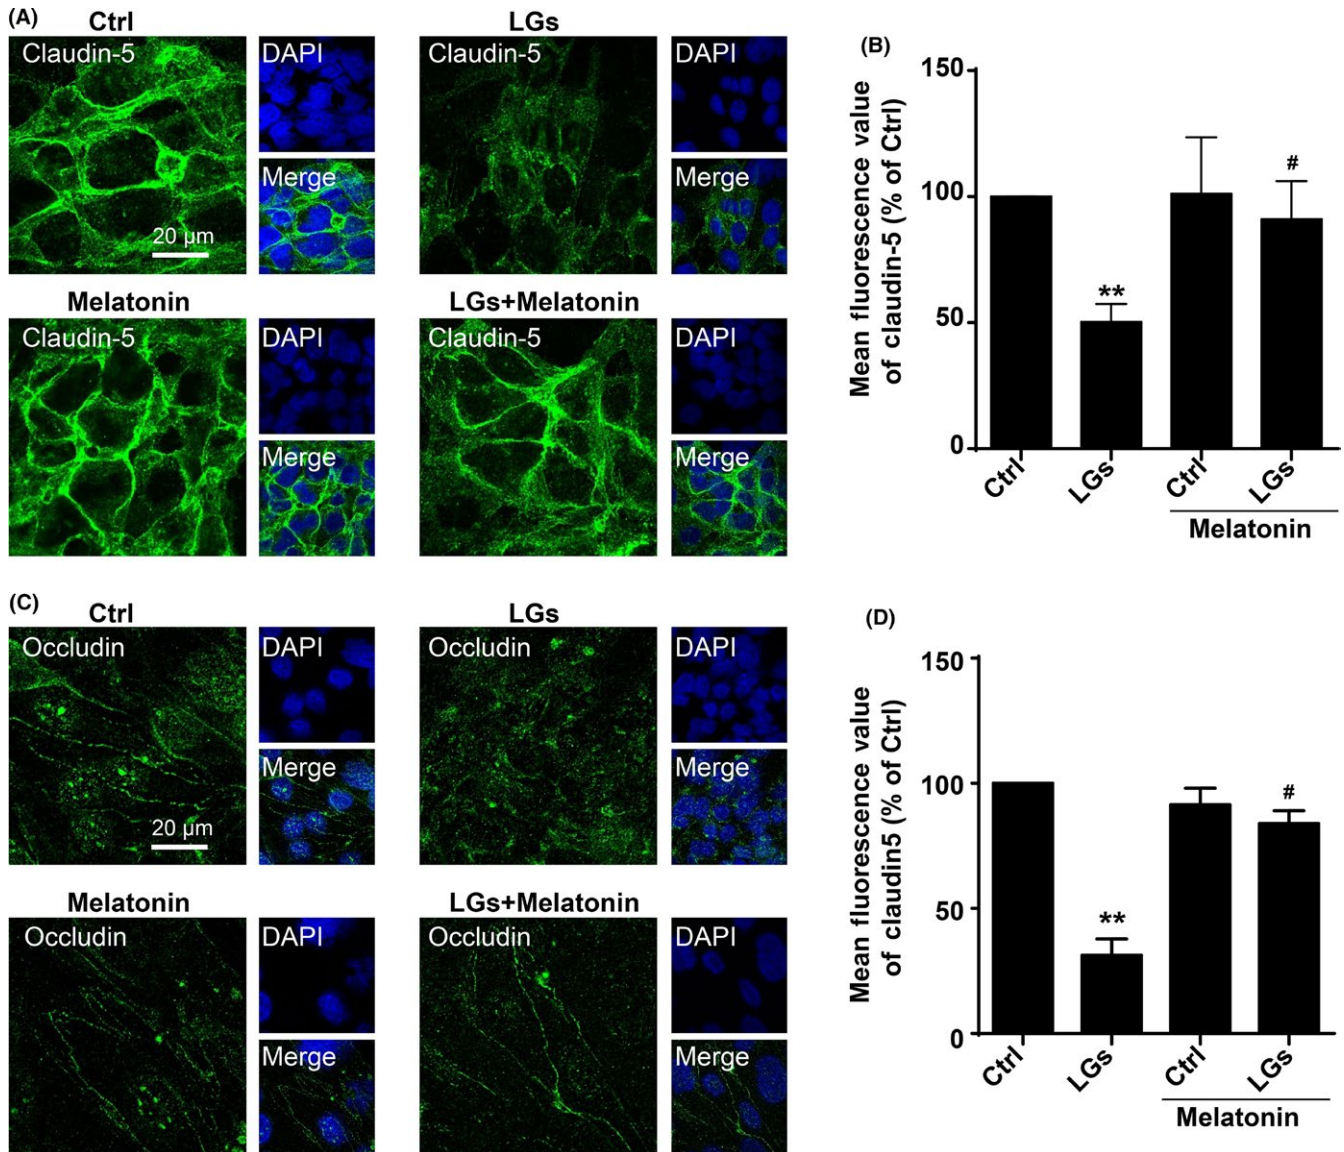 (A)
Ctrl
LGs
Claudin-5
DAPI
Merge
20 µm
Claudin-5
DAPI
Merge
Melatonin
LGs+Melatonin
Claudin-5
DAPI
Merge
Claudin-5
DAPI
Merge
(B)
Mean fluorescence value
of claudin-5 (% of Ctrl)
150
100
50
0
**
#
Ctrl
LGs
Ctrl
LGs
Melatonin
(C)
Ctrl
LGs
Occludin
DAPI
Merge
20 µm
Occludin
DAPI
Merge
Melatonin
LGs+Melatonin
Occludin
DAPI
Merge
Occludin
DAPI
Merge
(D)
Mean fluorescence value
of claudin5 (% of Ctrl)
150
100
50
0
**
#
Ctrl
LGs
Ctrl
LGs
Melatonin